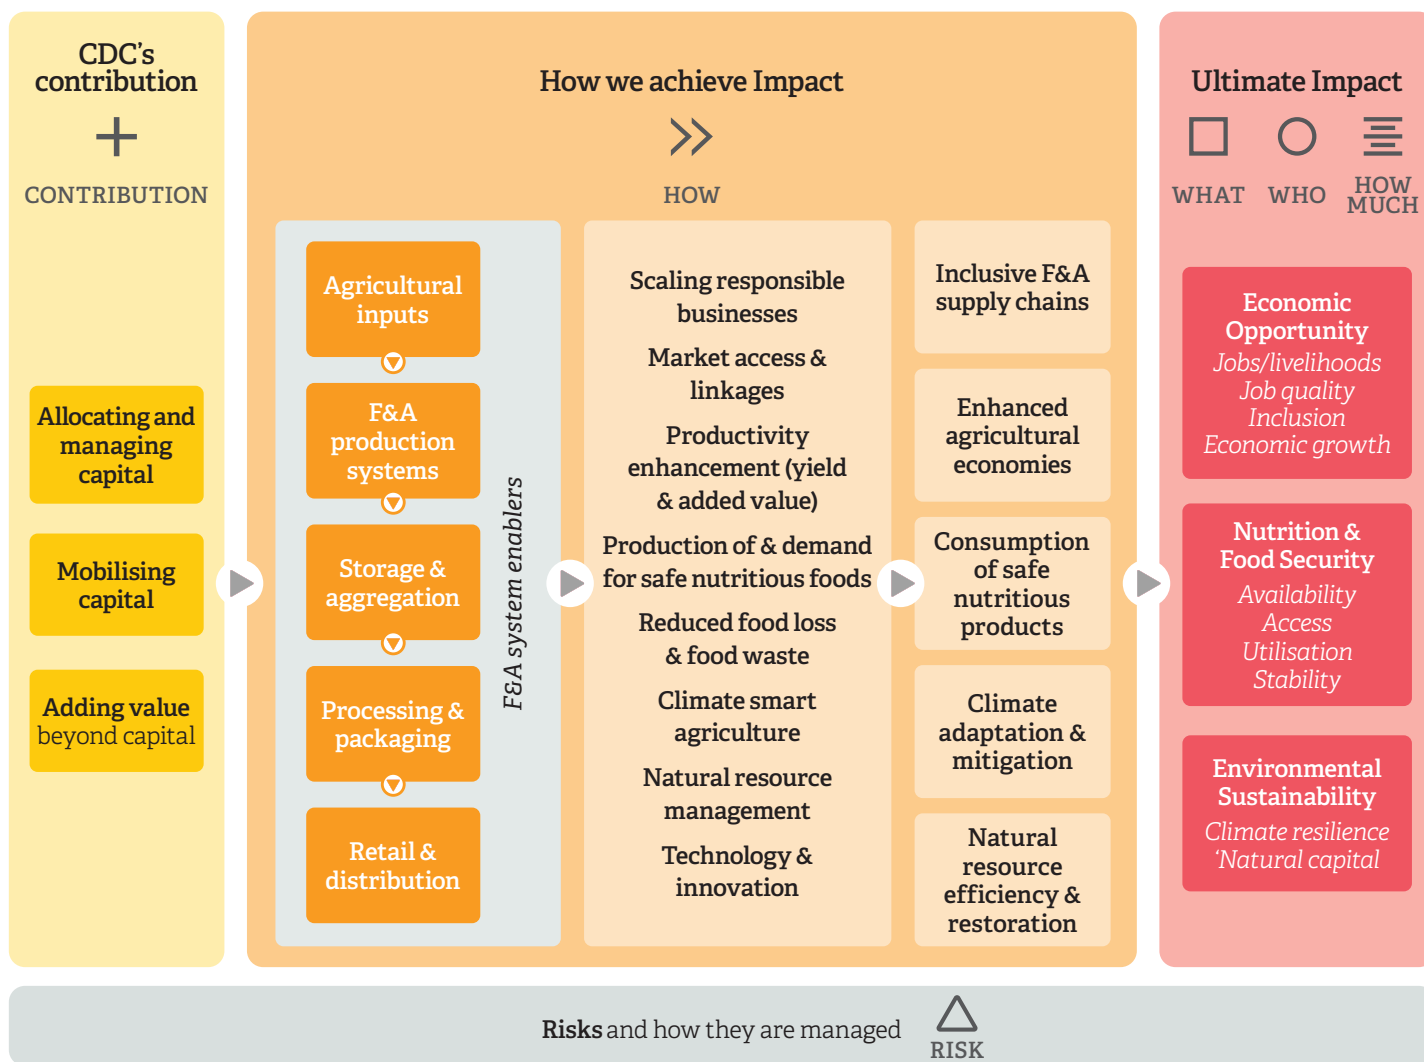 CDC’s
contribution
CONTRIBUTION
Allocating and
managing
capital
Mobilising
capital
Adding value
beyond capital
How we achieve Impact
HOW
Agricultural
inputs
F&A
production
systems
Storage &
aggregation
Processing &
packaging
Retail &
distribution
F&A system enablers
Scaling responsible
businesses
Market access &
linkages
Productivity
enhancement (yield
& added value)
Production of & demand
for safe nutritious foods
Reduced food loss
& food waste
Climate smart
agriculture
Natural resource
management
Technology &
innovation
Inclusive F&A
supply chains
Enhanced
agricultural
economies
Consumption
of safe
nutritious
products
Climate
adaptation &
mitigation
Natural
resource
efficiency &
restoration
Ultimate Impact
WHAT
WHO
HOW
MUCH
Economic
Opportunity
Jobs/livelihoods
Job quality
Inclusion
Economic growth
Nutrition &
Food Security
Availability
Access
Utilisation
Stability
Environmental
Sustainability
Climate resilience
‘Natural capital
Risks and how they are managed
RISK